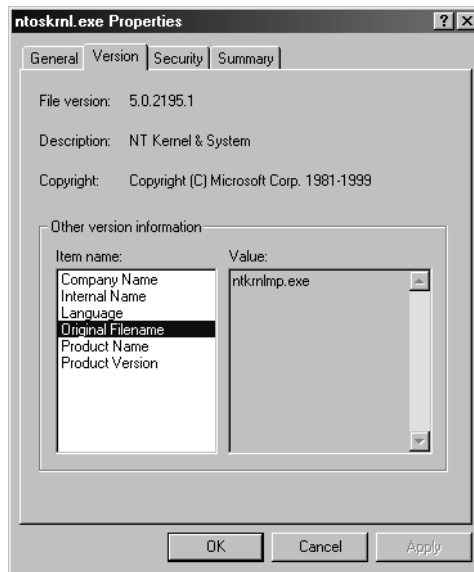 ntoskrnl.exe Properties
General Version Security Summary
File version: 5.0.2195.1
Description: NT Kernel & System
Copyright: Copyright (C) Microsoft Corp. 1981-1999
Other version information
Item name: Value:
Company Name ntkrnlmp.exe
Internal Name
Language
Original Filename
Product Name
Product Version
OK Cancel Apply